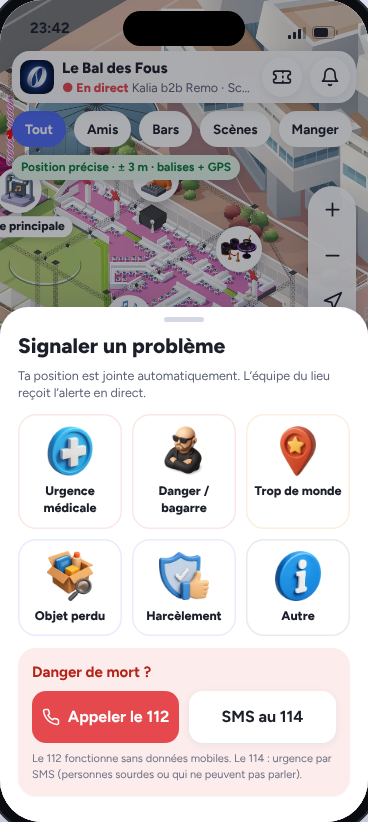 23:42
Le Bal des Fous
En direct Kalia b2b Remo · Sc...
Tout
Amis
Bars
Scènes
Manger
Position précise · ± 3 m · balises + GPS
e principale
Signaler un problème
Ta position est jointe automatiquement. L'équipe du lieu
reçoit l'alerte en direct.
Urgence
médicale
Danger /
bagarre
Trop de monde
Objet perdu
Harcèlement
Autre
Danger de mort ?
Appeler le 112
SMS au 114
Le 112 fonctionne sans données mobiles. Le 114 : urgence par
SMS (personnes sourdes ou qui ne peuvent pas parler).